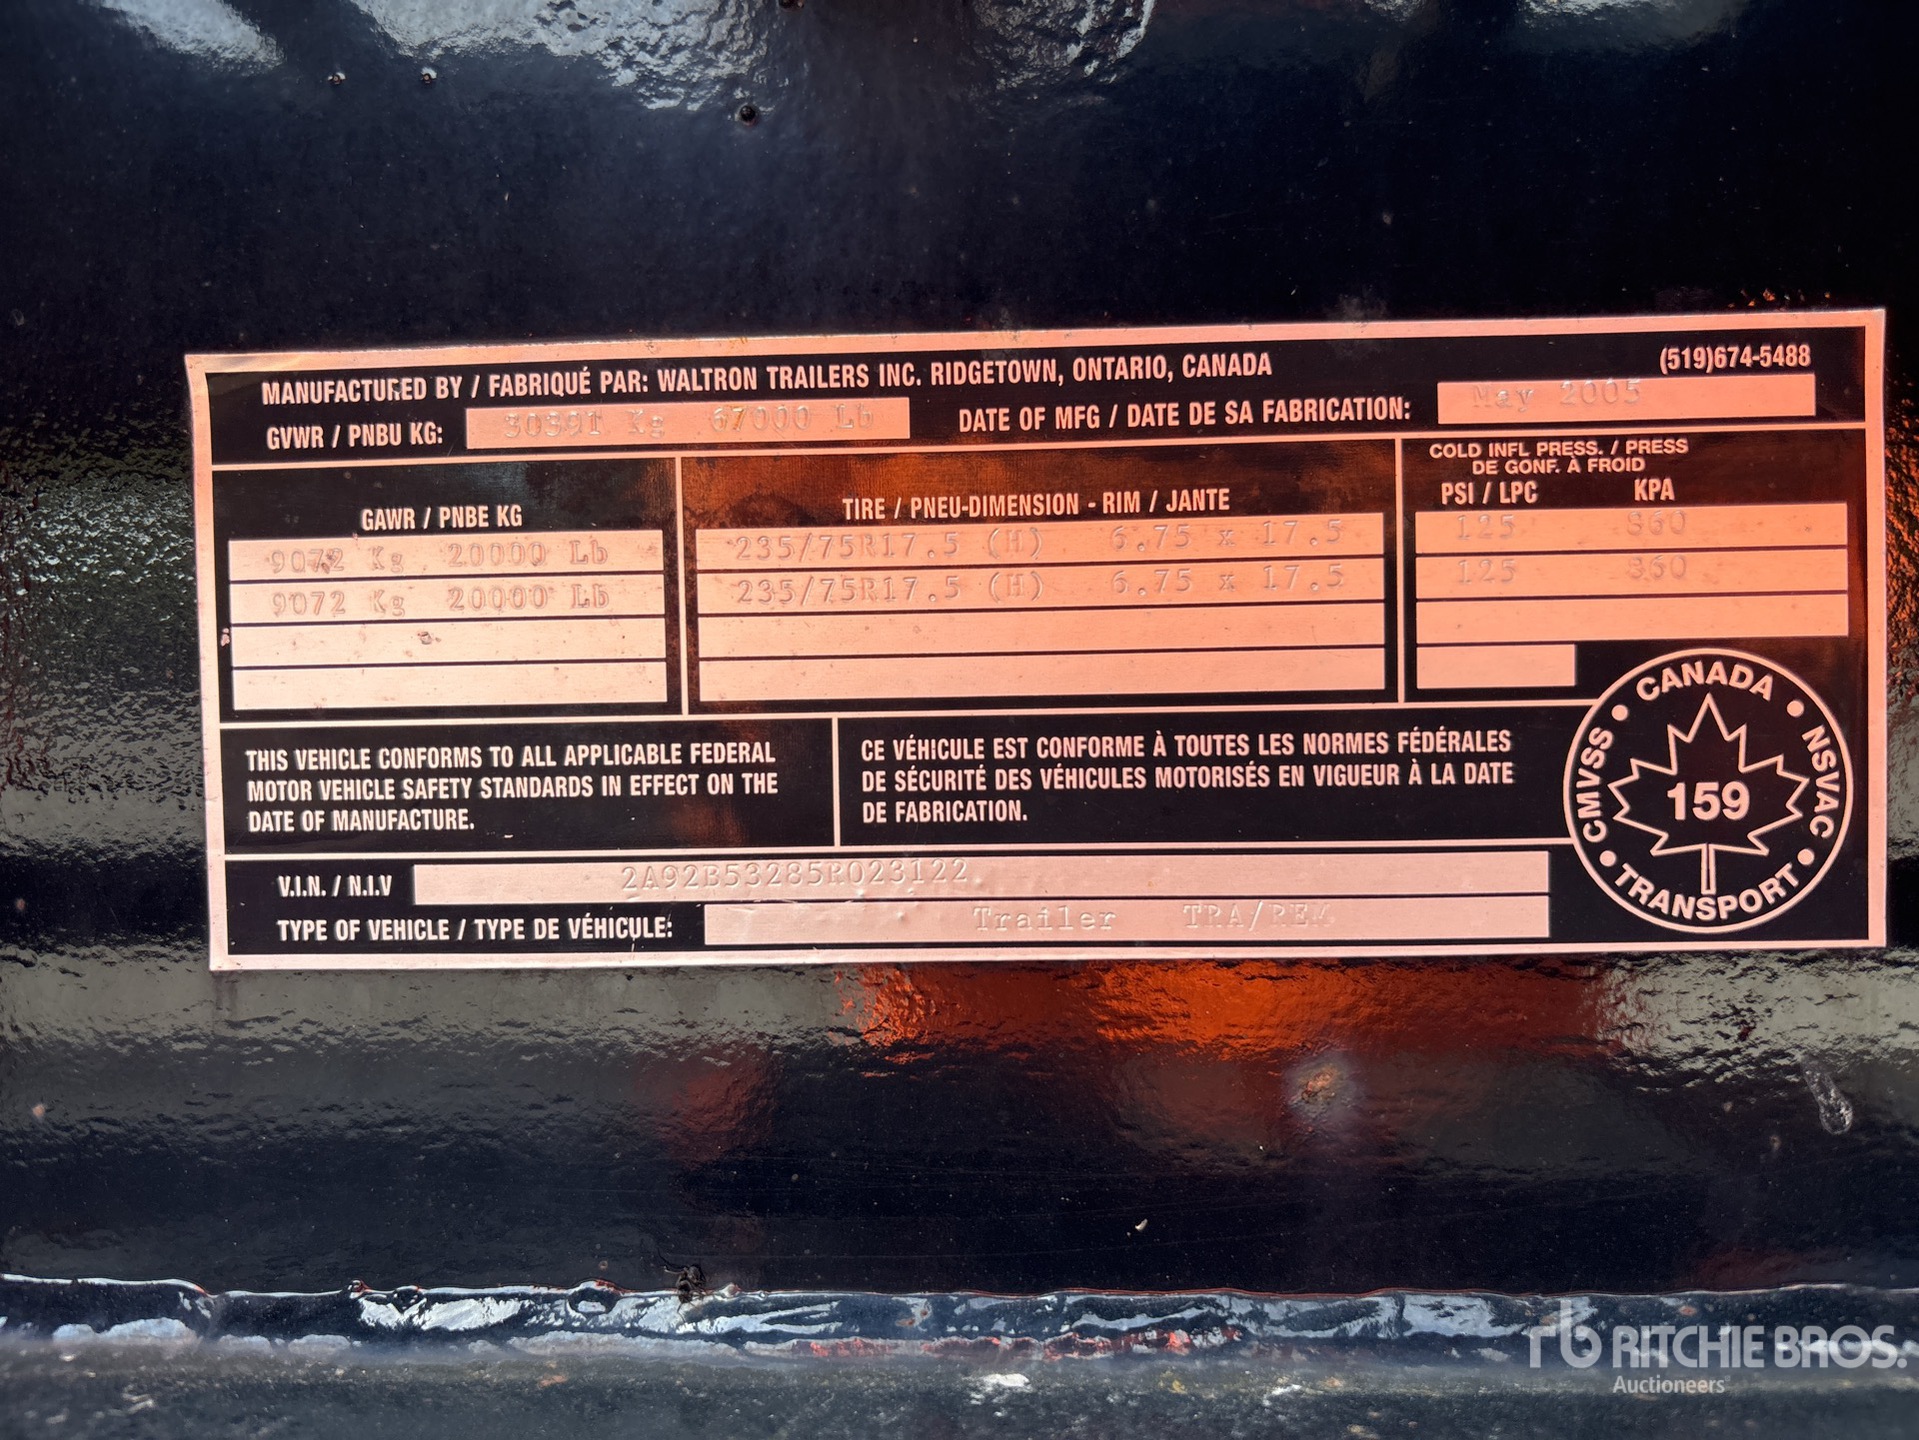 MANUFACTURED BY / FABRIQUÉ PAR: WALTRON TRAILERS INC. RIDGETOWN, ONTARIO, CANADA (519)674-5488
GVWR / PNBU KG: 30391 Kg 67000 Lb DATE OF MFG / DATE DE SA FABRICATION: May 2005
COLD INFL PRESS. / PRESS
DE GONF. À FROID
GAWR / PNBE KG TIRE / PNEU-DIMENSION - RIM / JANTE PSI / LPC KPA
9072 Kg 20000 Lb 235/75R17.5 (H) 6.75 x 17.5 125 860
9072 Kg 20000 Lb 235/75R17.5 (H) 6.75 x 17.5 125 860
THIS VEHICLE CONFORMS TO ALL APPLICABLE FEDERAL
MOTOR VEHICLE SAFETY STANDARDS IN EFFECT ON THE
DATE OF MANUFACTURE.
CE VÉHICULE EST CONFORME À TOUTES LES NORMES FÉDÉRALES
DE SÉCURITÉ DES VÉHICULES MOTORISÉS EN VIGUEUR À LA DATE
DE FABRICATION.
CANADA • NSVAC • TRANSPORT • CMVSS •
159
V.I.N. / N.I.V 2A92B53285R023122
TYPE OF VEHICLE / TYPE DE VÉHICULE: Trailer TRA/REM
rb RITCHIE BROS.
Auctioneers